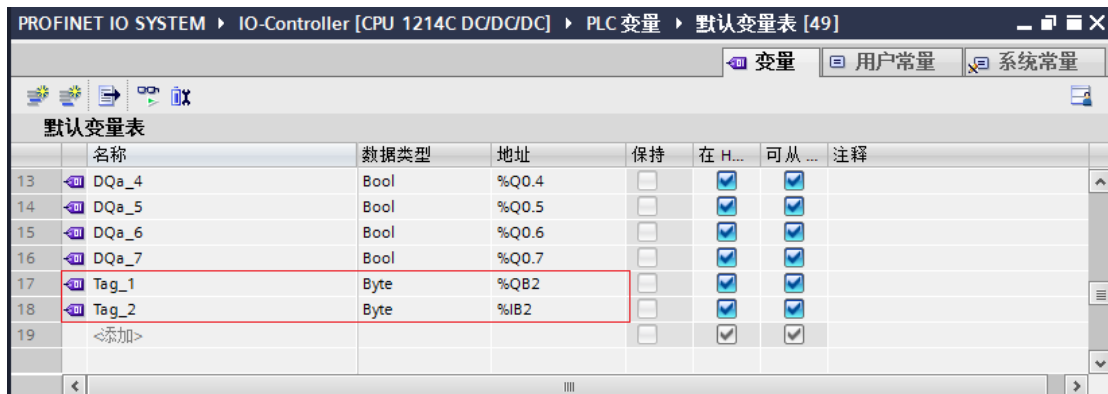 PROFINET IO SYSTEM ▸ IO-Controller [CPU 1214C DC/DC/DC] ▸ PLC 变量 ▸ 默认变量表 [49]
变量 用户常量 系统常量
默认变量表
名称 数据类型 地址 保持 在 H... 可从 ... 注释
13 DQa_4 Bool %Q0.4
14 DQa_5 Bool %Q0.5
15 DQa_6 Bool %Q0.6
16 DQa_7 Bool %Q0.7
17 Tag_1 Byte %QB2
18 Tag_2 Byte %IB2
19 <添加>